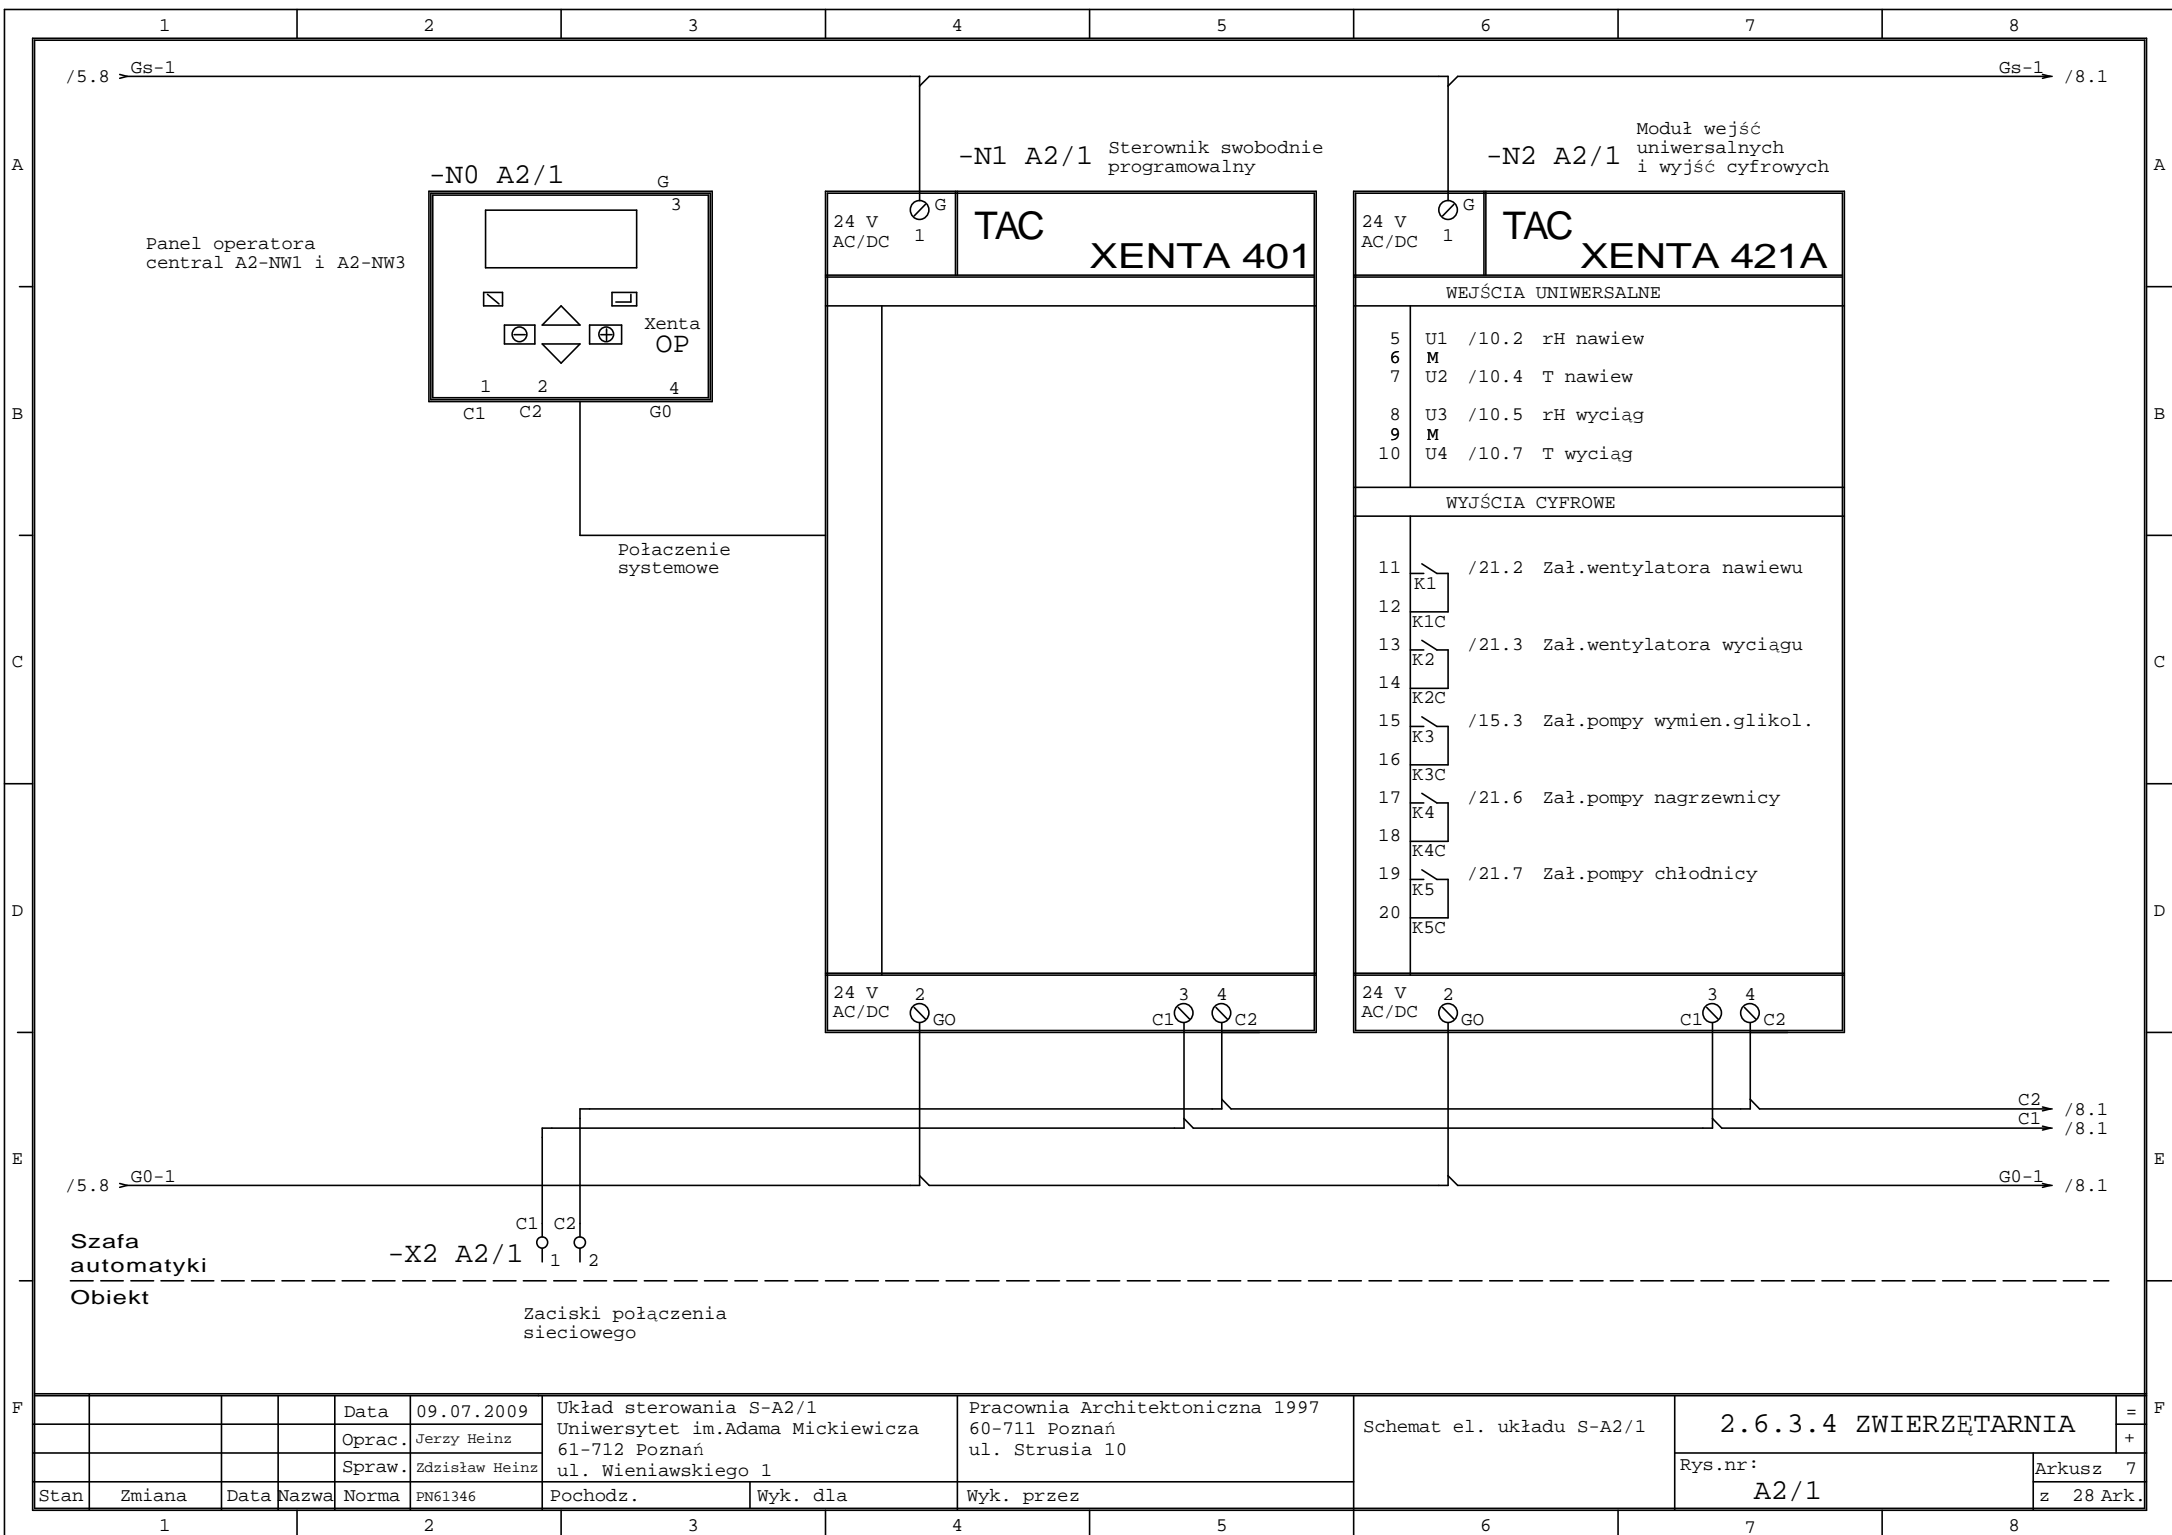 1 2 3 4 5 6 7 8
/5.8 Gs-1
Gs-1 /8.1
A
A
-N0 A2/1
G
3
Panel operatora
central A2-NW1 i A2-NW3
Xenta
OP
1 2 4
C1 C2 G0
Połaczenie
systemowe
-N1 A2/1
Sterownik swobodnie
programowalny
24 V
AC/DC
G
1
TAC
XENTA 401
24 V
AC/DC
2
GO
3
C1
4
C2
-N2 A2/1
Moduł wejść
uniwersalnych
i wyjść cyfrowych
24 V
AC/DC
G
1
TAC
XENTA 421A
WEJŚCIA UNIWERSALNE
5 U1 /10.2 rH nawiew
6 M
7 U2 /10.4 T nawiew
8 U3 /10.5 rH wyciąg
9 M
10 U4 /10.7 T wyciąg
WYJŚCIA CYFROWE
11 K1 /21.2 Zał.wentylatora nawiewu
12 K1C
13 K2 /21.3 Zał.wentylatora wyciągu
14 K2C
15 K3 /15.3 Zał.pompy wymien.glikol.
16 K3C
17 K4 /21.6 Zał.pompy nagrzewnicy
18 K4C
19 K5 /21.7 Zał.pompy chłodnicy
20 K5C
24 V
AC/DC
2
GO
3
C1
4
C2
B
B
C
C
D
D
C2 /8.1
C1 /8.1
E
E
/5.8 G0-1
G0-1 /8.1
C1 C2
-X2 A2/1 1 2
Szafa
automatyki
Obiekt
Zaciski połączenia
sieciowego
F
F
Data 09.07.2009
Oprac. Jerzy Heinz
Spraw. Zdzisław Heinz
Stan Zmiana Data Nazwa Norma PN61346
Układ sterowania S-A2/1
Uniwersytet im.Adama Mickiewicza
61-712 Poznań
ul. Wieniawskiego 1
Pochodz. Wyk. dla
Pracownia Architektoniczna 1997
60-711 Poznań
ul. Strusia 10
Wyk. przez
Schemat el. układu S-A2/1
2.6.3.4 ZWIERZĘTARNIA
=
+
Rys.nr:
A2/1
Arkusz 7
z 28 Ark.
1 2 3 4 5 6 7 8